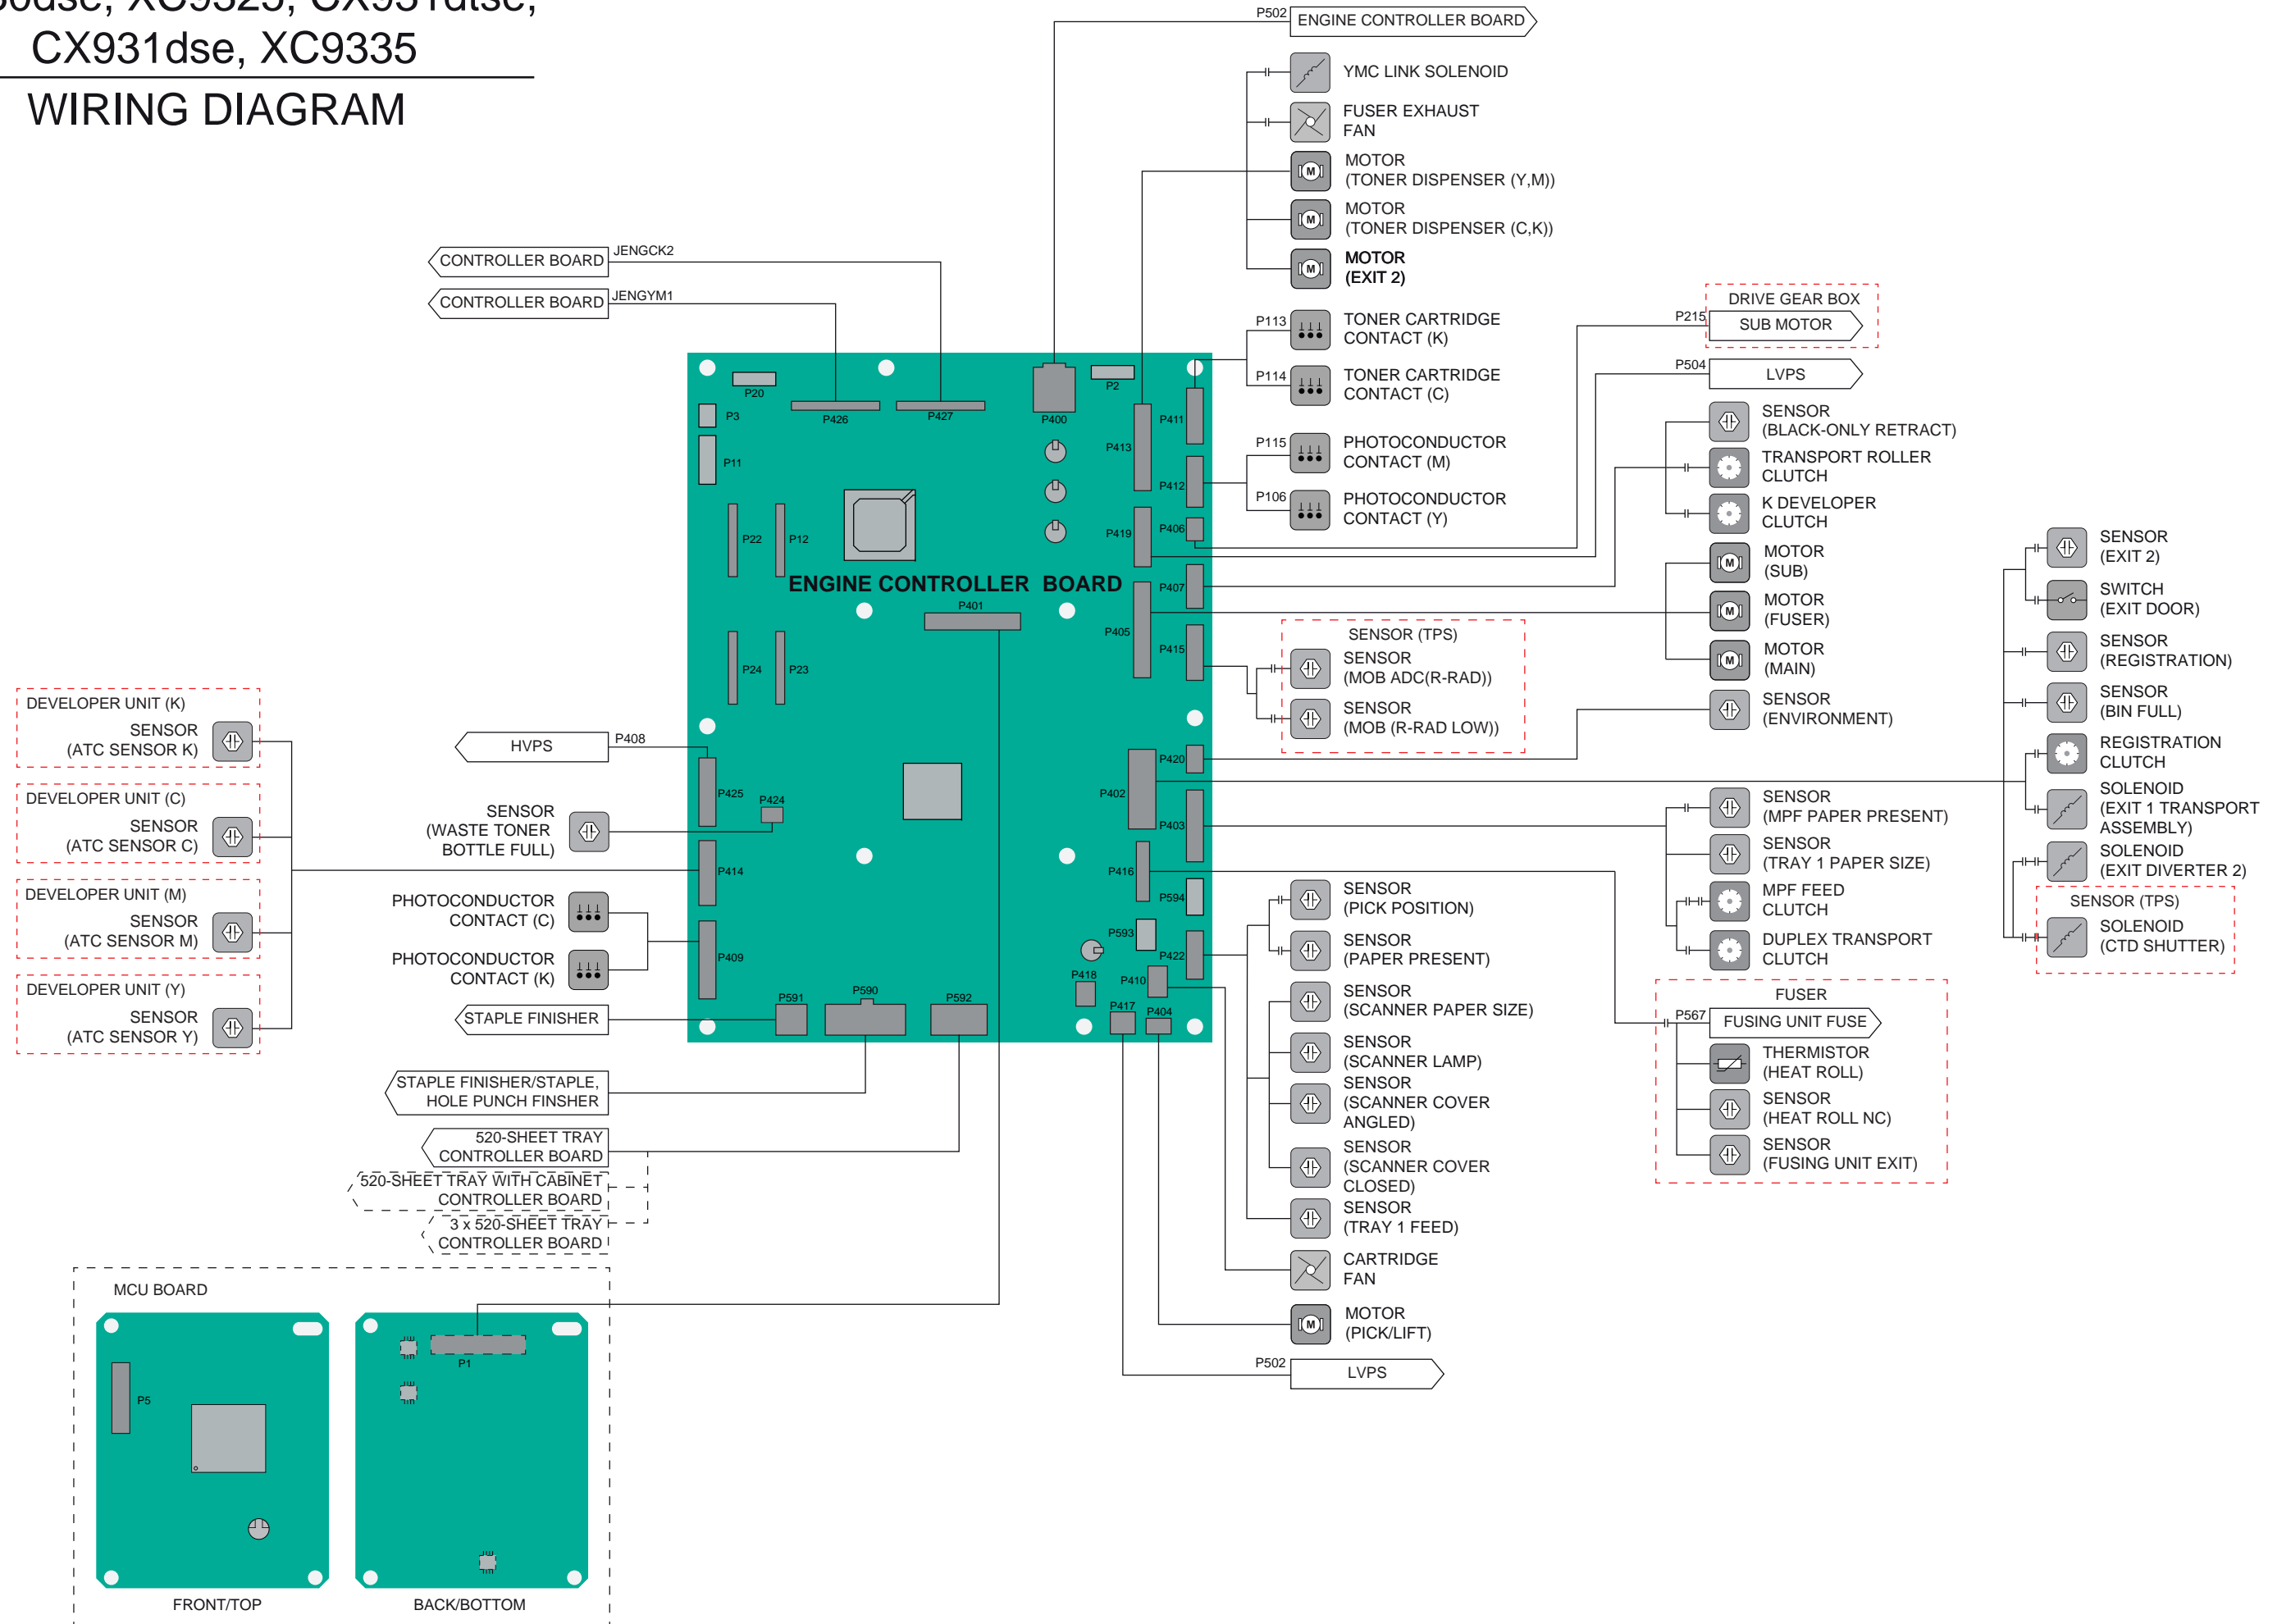 CX931dse, XC9335
WIRING DIAGRAM
P502
ENGINE CONTROLLER BOARD
YMC LINK SOLENOID
FUSER EXHAUST
FAN
MOTOR
(TONER DISPENSER (Y,M))
MOTOR
(TONER DISPENSER (C,K))
MOTOR
(EXIT 2)
CONTROLLER BOARD
JENGCK2
CONTROLLER BOARD
JENGYM1
P113
TONER CARTRIDGE
CONTACT (K)
P114
TONER CARTRIDGE
CONTACT (C)
P115
PHOTOCONDUCTOR
CONTACT (M)
P106
PHOTOCONDUCTOR
CONTACT (Y)
DRIVE GEAR BOX
P215
SUB MOTOR
P504
LVPS
SENSOR
(BLACK-ONLY RETRACT)
TRANSPORT ROLLER
CLUTCH
K DEVELOPER
CLUTCH
MOTOR
(SUB)
MOTOR
(FUSER)
MOTOR
(MAIN)
SENSOR
(ENVIRONMENT)
SENSOR
(EXIT 2)
SWITCH
(EXIT DOOR)
SENSOR
(REGISTRATION)
SENSOR
(BIN FULL)
REGISTRATION
CLUTCH
SOLENOID
(EXIT 1 TRANSPORT
ASSEMBLY)
SOLENOID
(EXIT DIVERTER 2)
SENSOR (TPS)
SOLENOID
(CTD SHUTTER)
P20
P3
P11
P426
P427
P400
P2
P413
P411
P412
P419
P406
P407
P22
P12
ENGINE CONTROLLER BOARD
P401
P405
P415
P24
P23
P420
P402
P403
P425
P424
P416
P414
P594
P593
P409
P422
P418
P410
P591
P590
P592
P417
P404
SENSOR (TPS)
SENSOR
(MOB ADC(R-RAD))
SENSOR
(MOB (R-RAD LOW))
DEVELOPER UNIT (K)
SENSOR
(ATC SENSOR K)
DEVELOPER UNIT (C)
SENSOR
(ATC SENSOR C)
DEVELOPER UNIT (M)
SENSOR
(ATC SENSOR M)
DEVELOPER UNIT (Y)
SENSOR
(ATC SENSOR Y)
HVPS
P408
SENSOR
(WASTE TONER
BOTTLE FULL)
PHOTOCONDUCTOR
CONTACT (C)
PHOTOCONDUCTOR
CONTACT (K)
STAPLE FINISHER
STAPLE FINISHER/STAPLE,
HOLE PUNCH FINSHER
520-SHEET TRAY
CONTROLLER BOARD
520-SHEET TRAY WITH CABINET
CONTROLLER BOARD
3 x 520-SHEET TRAY
CONTROLLER BOARD
SENSOR
(MPF PAPER PRESENT)
SENSOR
(TRAY 1 PAPER SIZE)
MPF FEED
CLUTCH
DUPLEX TRANSPORT
CLUTCH
FUSER
P567
FUSING UNIT FUSE
THERMISTOR
(HEAT ROLL)
SENSOR
(HEAT ROLL NC)
SENSOR
(FUSING UNIT EXIT)
SENSOR
(PICK POSITION)
SENSOR
(PAPER PRESENT)
SENSOR
(SCANNER PAPER SIZE)
SENSOR
(SCANNER LAMP)
SENSOR
(SCANNER COVER
ANGLED)
SENSOR
(SCANNER COVER
CLOSED)
SENSOR
(TRAY 1 FEED)
CARTRIDGE
FAN
MOTOR
(PICK/LIFT)
P502
LVPS
MCU BOARD
P5
P1
FRONT/TOP
BACK/BOTTOM